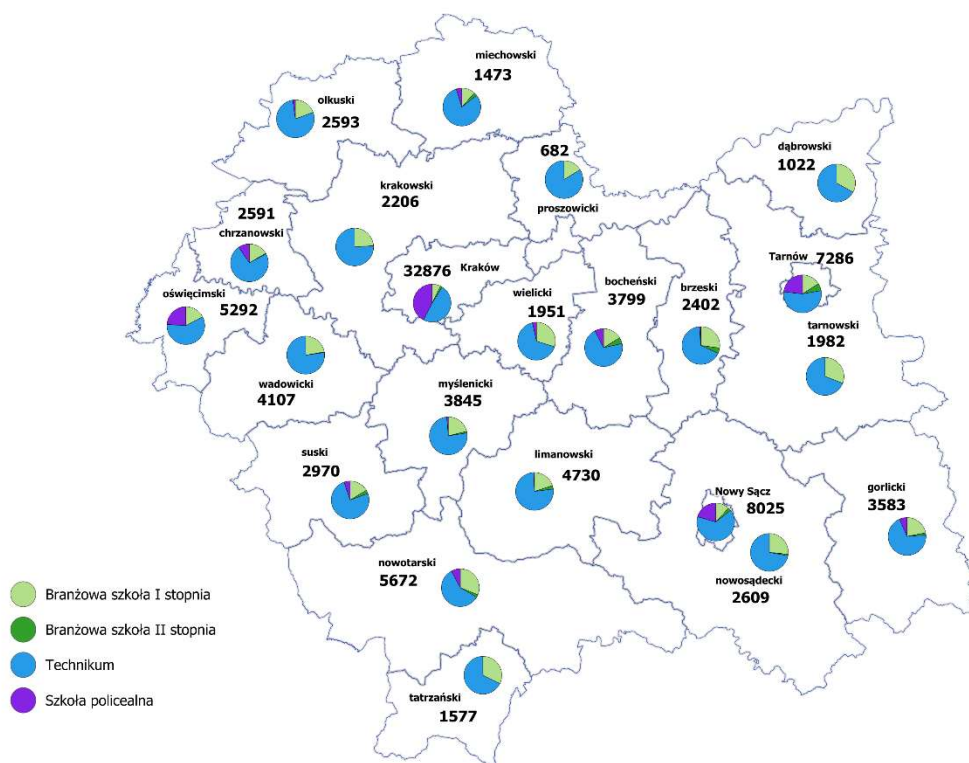 miechowski
1473
olkuski
2593
682
proszowicki
dąbrowski
1022
krakowski
2206
2591
chrzanowski
32876 Kraków
Tarnów 7286
oświęcimski
5292
wielicki
1951
bocheński
3799
brzeski
2402
tarnowski
1982
wadowicki
4107
myślenicki
3845
suski
2970
limanowski
4730
Nowy Sącz
8025
gorlicki
3583
nowotarski
5672
nowosądecki
2609
tatrzański
1577
Branżowa szkoła I stopnia
Branżowa szkoła II stopnia
Technikum
Szkoła policealna